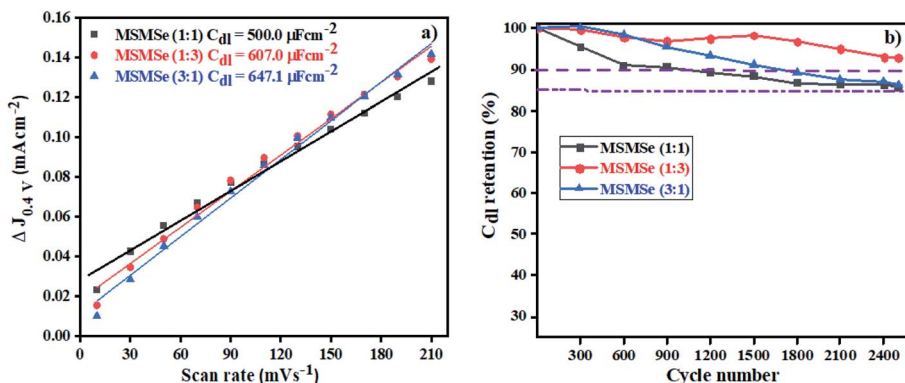 a)
MSMSe (1:1) Cdl = 500.0 μFcm⁻²
MSMSe (1:3) Cdl = 607.0 μFcm⁻²
MSMSe (3:1) Cdl = 647.1 μFcm⁻²
Δ J0.4 V (mAcm⁻²)
0.16
0.14
0.12
0.10
0.08
0.06
0.04
0.02
0.00
0 30 60 90 120 150 180 210
Scan rate (mVs⁻¹)
b)
Cdl retention (%)
100
90
80
70
60
50
40
30
MSMSe (1:1)
MSMSe (1:3)
MSMSe (3:1)
300 600 900 1200 1500 1800 2100 2400
Cycle number